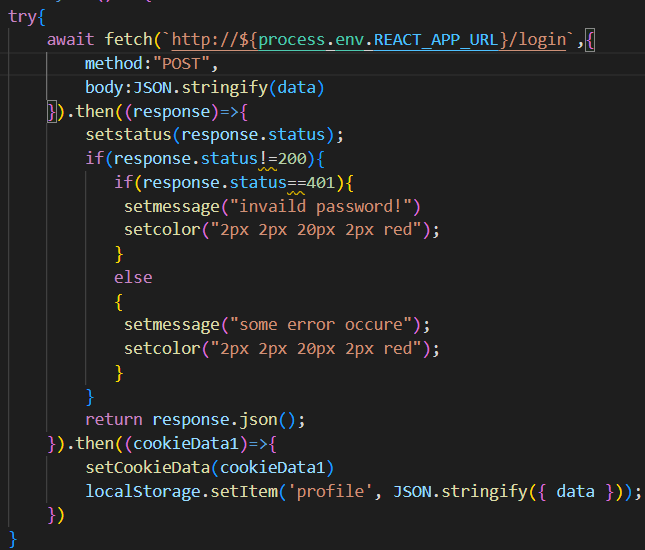 try{
await fetch(`http://${process.env.REACT_APP_URL}/login`,{
method:"POST",
body:JSON.stringify(data)
}).then((response)=>{
setstatus(response.status);
if(response.status!=200){
if(response.status==401){
setmessage("invaild password!")
setcolor("2px 2px 20px 2px red");
}
else
{
setmessage("some error occure");
setcolor("2px 2px 20px 2px red");
}
}
return response.json();
}).then((cookieData1)=>{
setCookieData(cookieData1)
localStorage.setItem('profile', JSON.stringify({ data }));
})
}